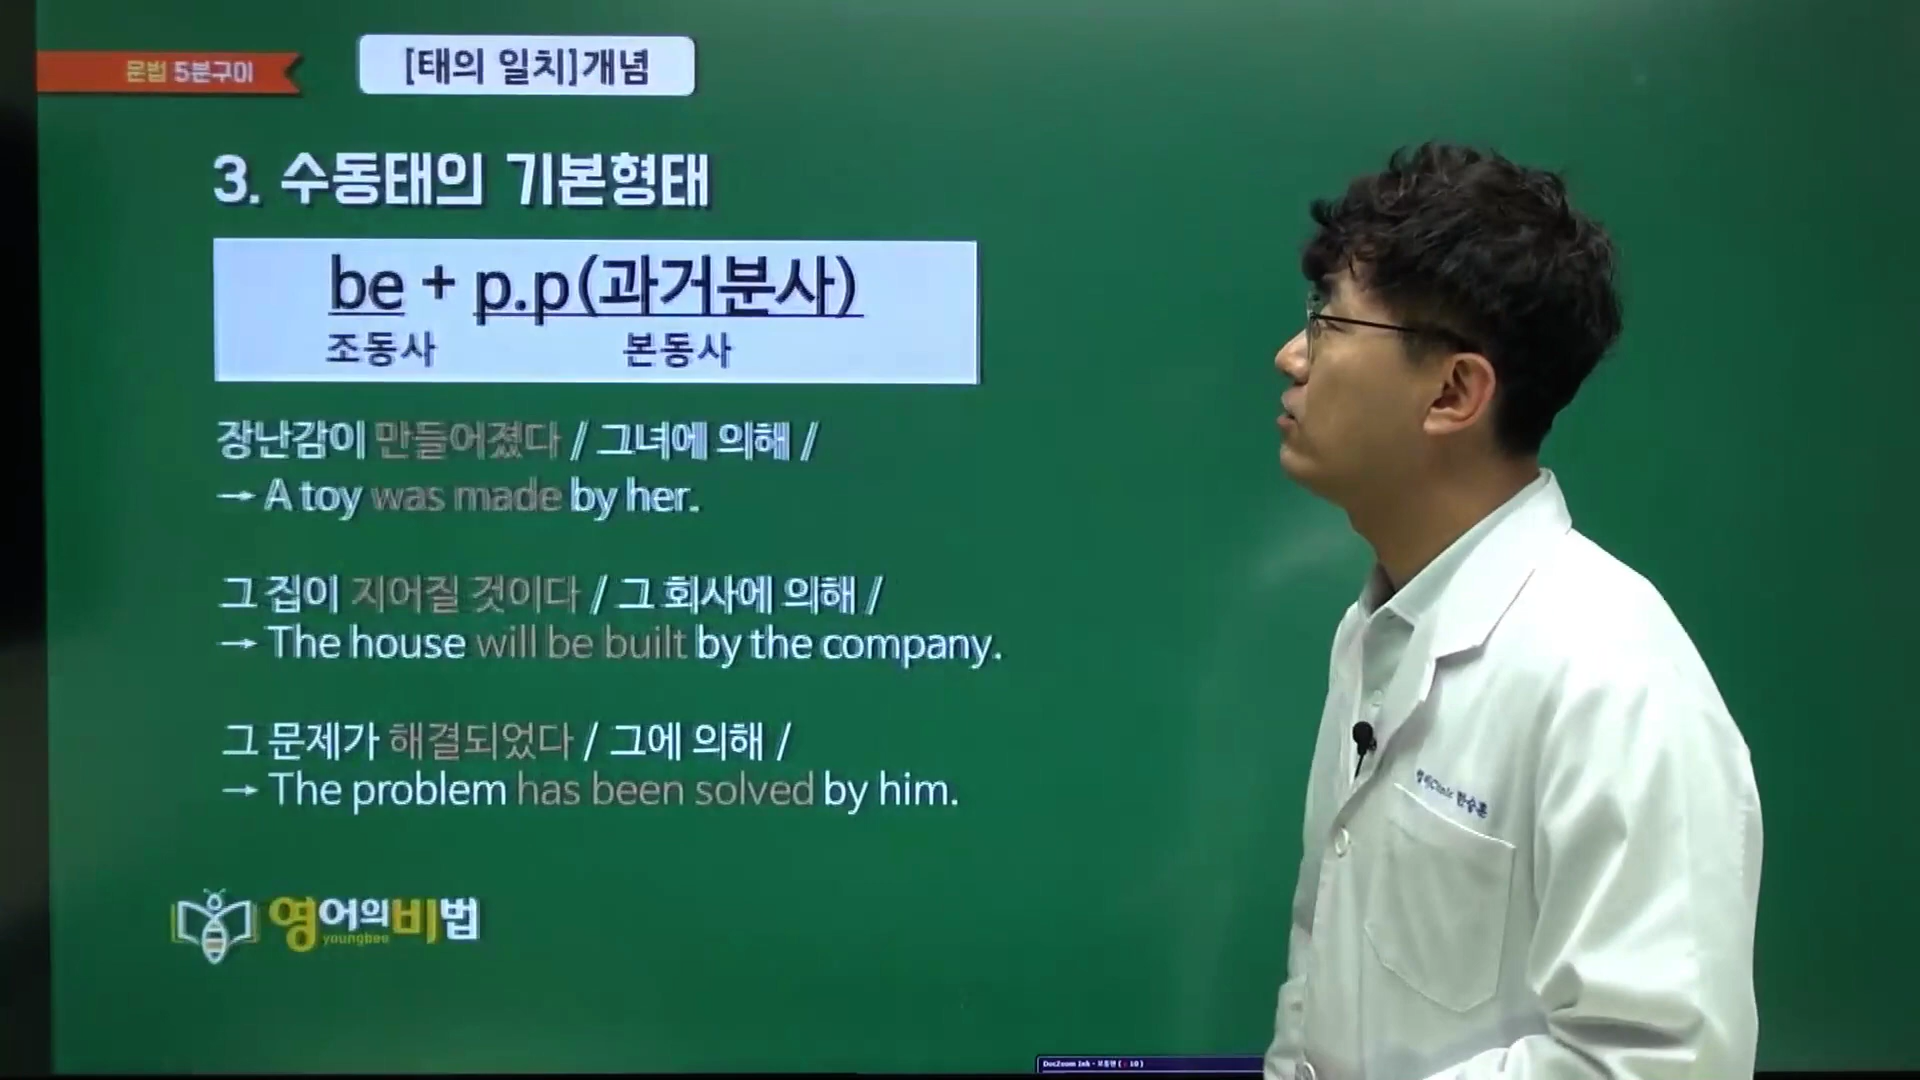 문법 5분구이
[태의 일치]개념
3. 수동태의 기본형태
be + p.p(과거분사)
조동사 본동사
장난감이 만들어졌다 / 그녀에 의해 /
→ A toy was made by her.
그 집이 지어질 것이다 / 그 회사에 의해 /
→ The house will be built by the company.
그 문제가 해결되었다 / 그에 의해 /
→ The problem has been solved by him.
영어의비법
youngbee